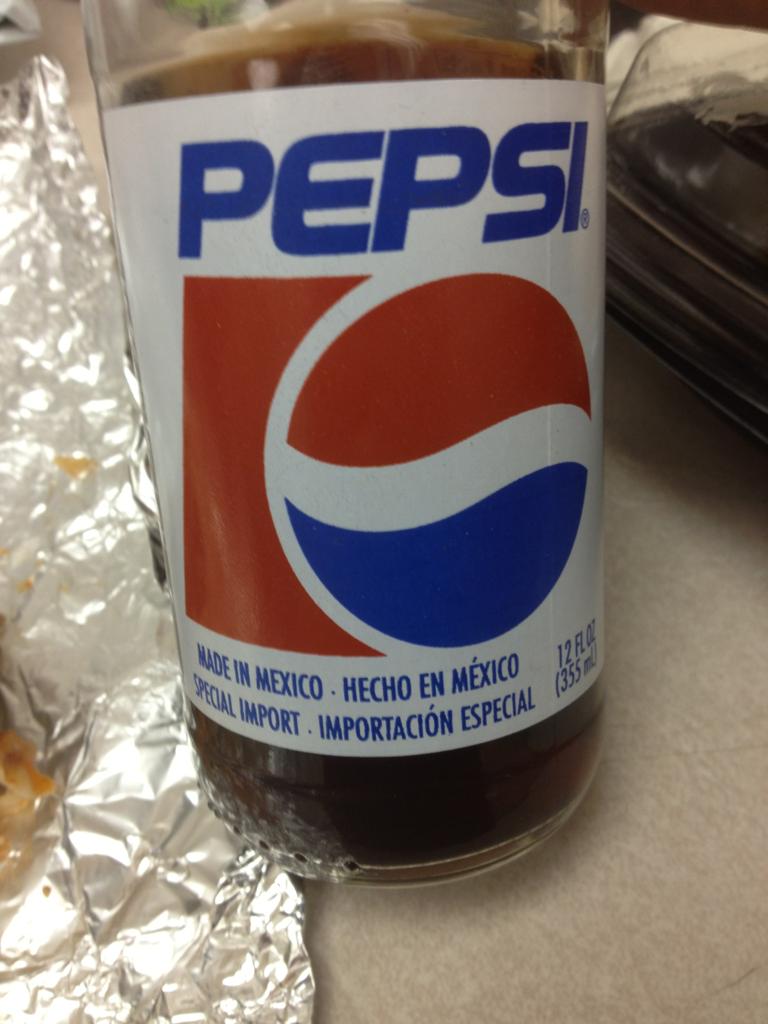 PEPSI®
MADE IN MEXICO · HECHO EN MÉXICO
SPECIAL IMPORT · IMPORTACIÓN ESPECIAL
12 FL OZ
(355 mL)